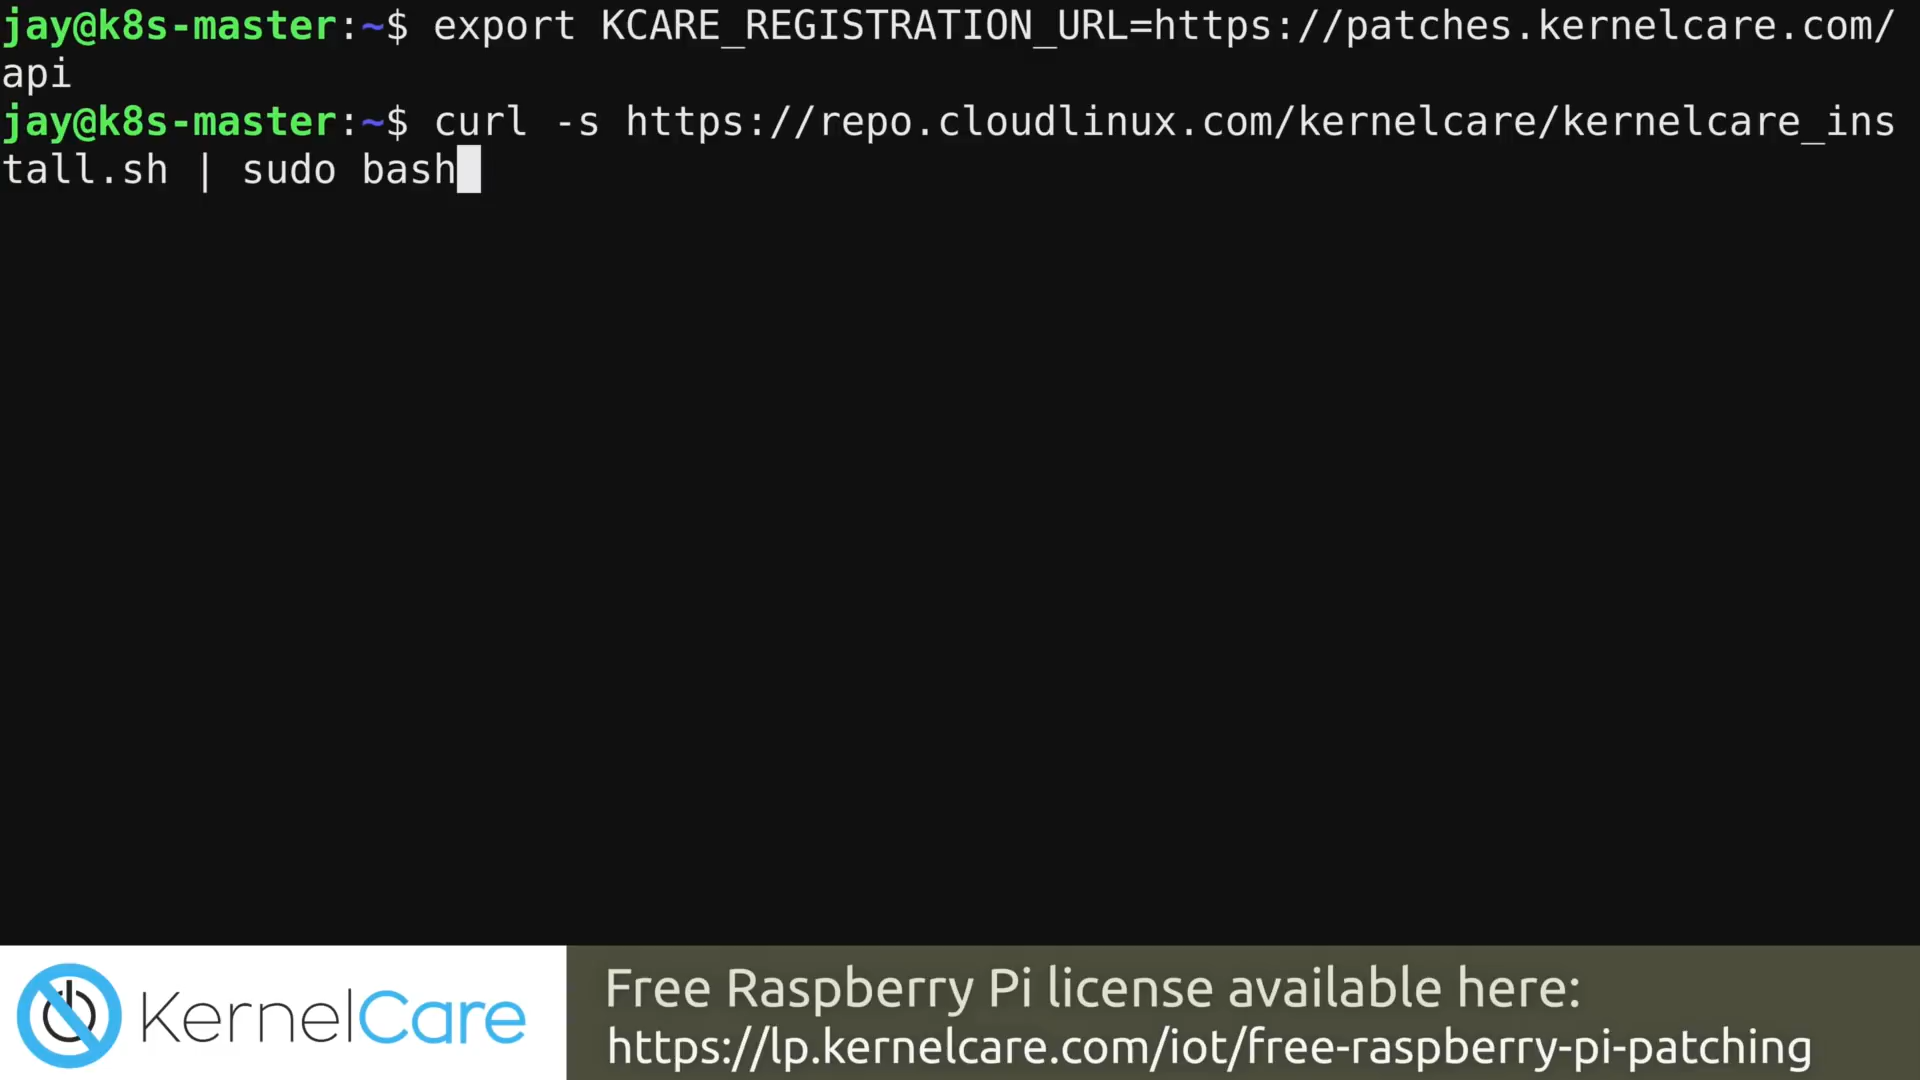 jay@k8s-master:~$ export KCARE_REGISTRATION_URL=https://patches.kernelcare.com/
api
jay@k8s-master:~$ curl -s https://repo.cloudlinux.com/kernelcare/kernelcare_ins
tall.sh | sudo bash
KernelCare
Free Raspberry Pi license available here:
https://lp.kernelcare.com/iot/free-raspberry-pi-patching